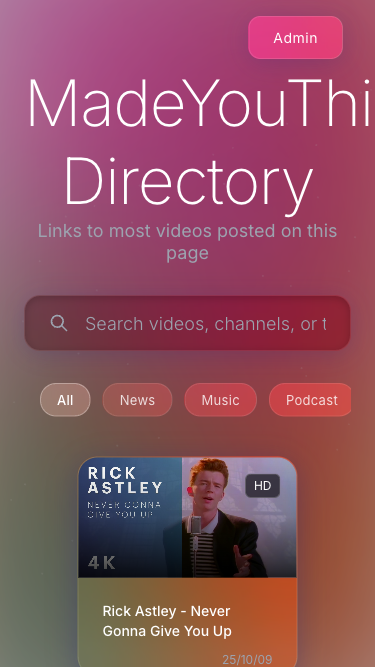 Admin
MadeYouThi
Directory
Links to most videos posted on this
page
Search videos, channels, or t
All
News
Music
Podcast
RICK
ASTLEY
NEVER GONNA
GIVE YOU UP
4K
HD
Rick Astley - Never
Gonna Give You Up
25/10/09